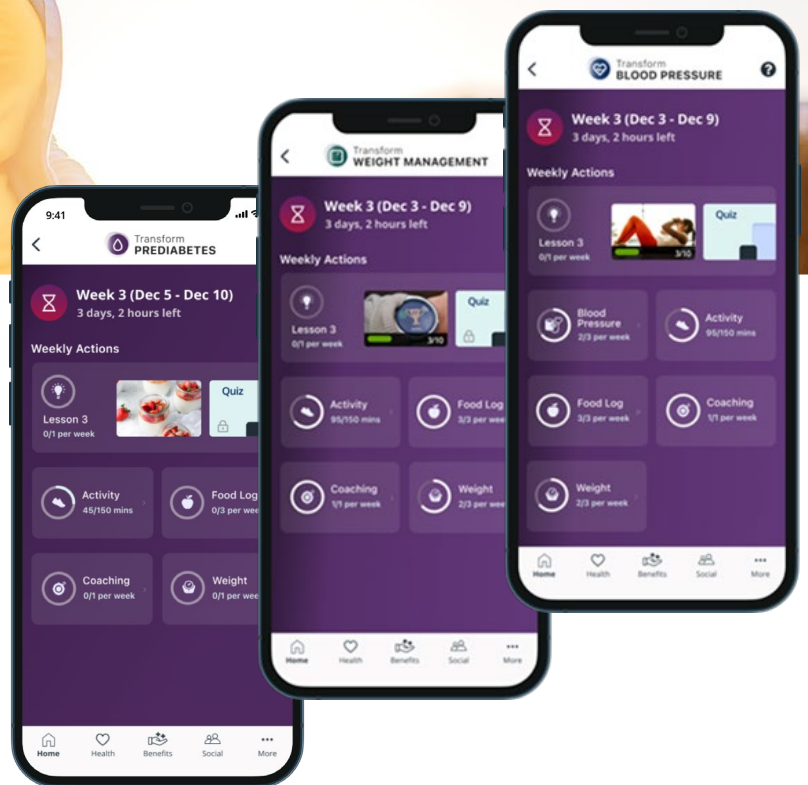 9:41
Transform
PREDIABETES
Week 3 (Dec 5 - Dec 10)
3 days, 2 hours left
Weekly Actions
Lesson 3
0/1 per week
Quiz
Activity
45/150 mins
Food Log
0/3 per
Coaching
0/1 per week
Weight
0/1 per
Home
Health
Benefits
Social
More
Transform
WEIGHT MANAGEMENT
Week 3 (Dec 3 - Dec 9)
3 days, 2 hours left
Weekly Actions
Lesson 3
0/1 per week
3/10
Quiz
Activity
95/150 mins
Food Log
3/3 per
Coaching
1/1 per week
Weight
2/3 per
Home
Health
Benefits
Social
More
Transform
BLOOD PRESSURE
Week 3 (Dec 3 - Dec 9)
3 days, 2 hours left
Weekly Actions
Lesson 3
0/1 per week
3/10
Quiz
Blood
Pressure
2/3 per week
Activity
95/150 mins
Food Log
3/3 per week
Coaching
1/1 per week
Weight
2/3 per week
Home
Health
Benefits
Social
More